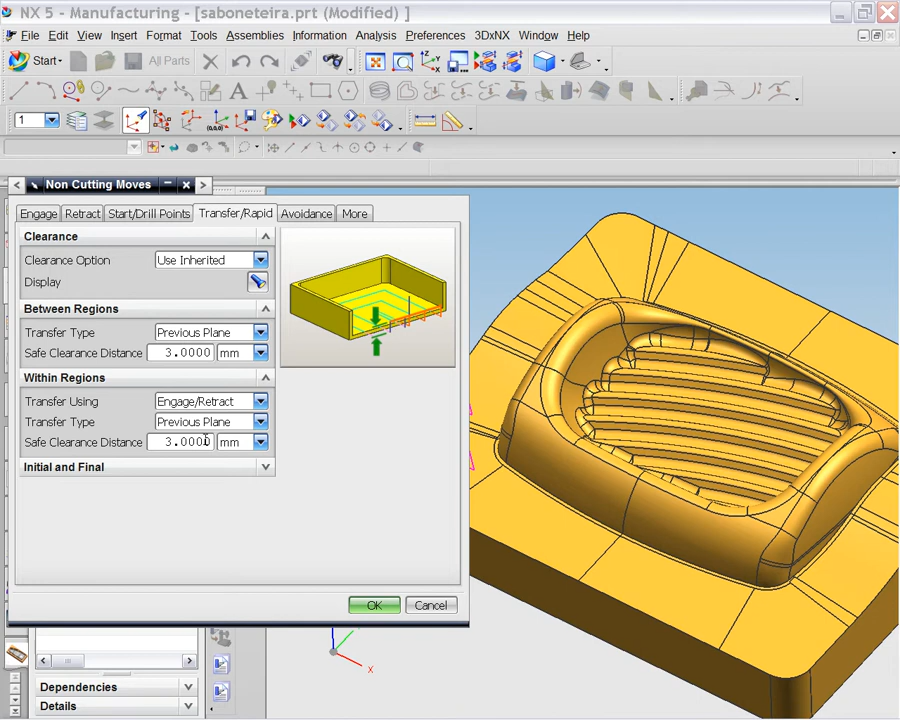 NX 5 - Manufacturing - [saboneteira.prt (Modified) ]
File Edit View Insert Format Tools Assemblies Information Analysis Preferences 3DxNX Window Help
Start All Parts
1
Non Cutting Moves
Engage Retract Start/Drill Points Transfer/Rapid Avoidance More
Clearance
Clearance Option Use Inherited
Display
Between Regions
Transfer Type Previous Plane
Safe Clearance Distance 3.0000 mm
Within Regions
Transfer Using Engage/Retract
Transfer Type Previous Plane
Safe Clearance Distance 3.0000 mm
Initial and Final
OK Cancel
X
Dependencies
Details